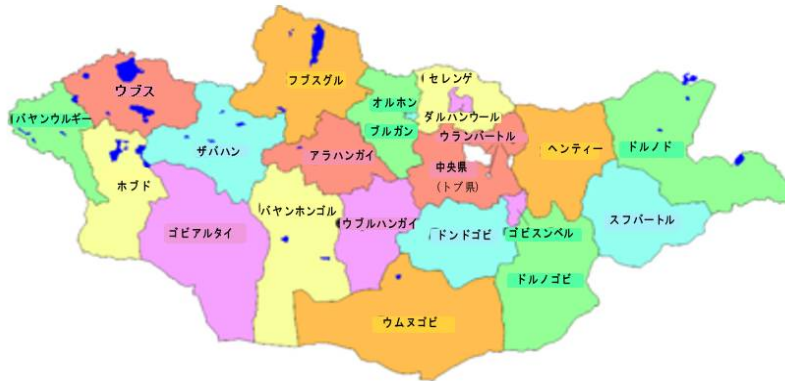 フブスグル
セレンゲ
ウブス
オルホン
バヤンウルギー
ダルハンウール
ブルガン
ウランバートル
ザバハン
アラハンガイ
ヘンティー
ドルノド
中央県
(トブ県)
ホブド
バヤンホンゴル
ウブルハンガイ
スフバートル
ゴビアルタイ
ドンドゴビ
ゴビスンベル
ドルノゴビ
ウムヌゴビ